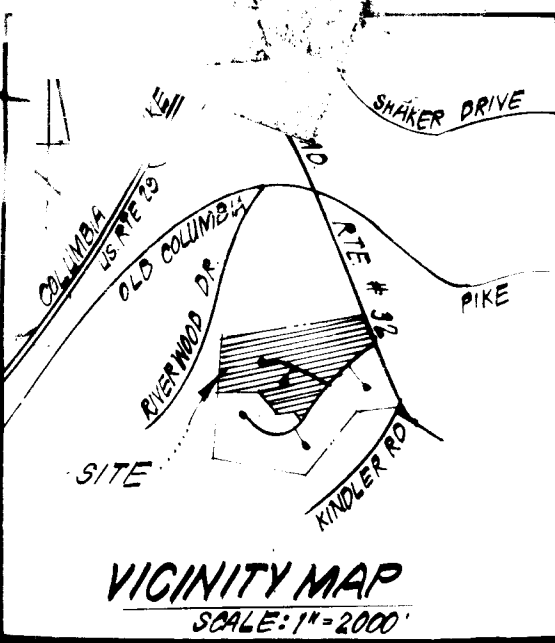 SHAKER DRIVE
MD. RTE. # 32
COLUMBIA
US. RTE 29
OLD COLUMBIA
PIKE
RIVERWOOD DR.
SITE
KINDLER RD
VICINITY MAP
SCALE: 1"=2000'